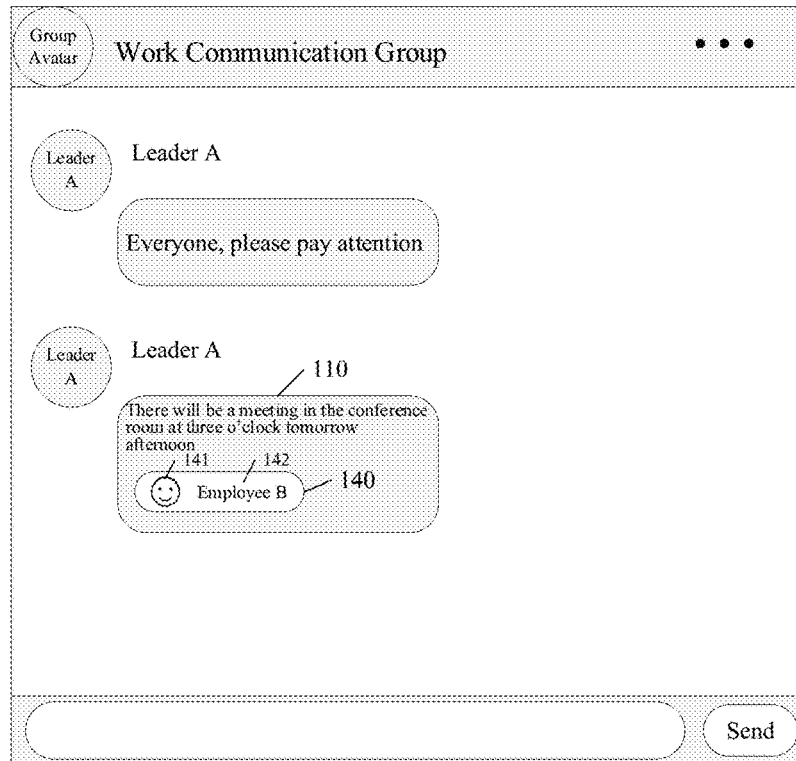 Group
Avatar
Work Communication Group
Leader
A
Leader A
Everyone, please pay attention
Leader
A
Leader A
110
There will be a meeting in the conference
room at three o'clock tomorrow
afternoon
141
142
Employee B
140
Send